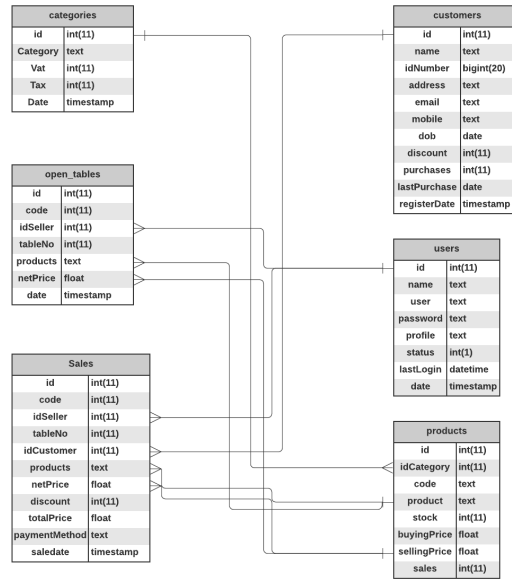 categories
id int(11)
Category text
Vat int(11)
Tax int(11)
Date timestamp
customers
id int(11)
name text
idNumber bigint(20)
address text
email text
mobile text
dob date
discount int(11)
purchases int(11)
lastPurchase date
registerDate timestamp
open_tables
id int(11)
code int(11)
idSeller int(11)
tableNo int(11)
products text
netPrice float
date timestamp
users
id int(11)
name text
user text
password text
profile text
status int(1)
lastLogin datetime
date timestamp
Sales
id int(11)
code int(11)
idSeller int(11)
tableNo int(11)
idCustomer int(11)
products text
netPrice float
discount int(11)
totalPrice float
paymentMethod text
saledate timestamp
products
id int(11)
idCategory int(11)
code text
product text
stock int(11)
buyingPrice float
sellingPrice float
sales int(11)